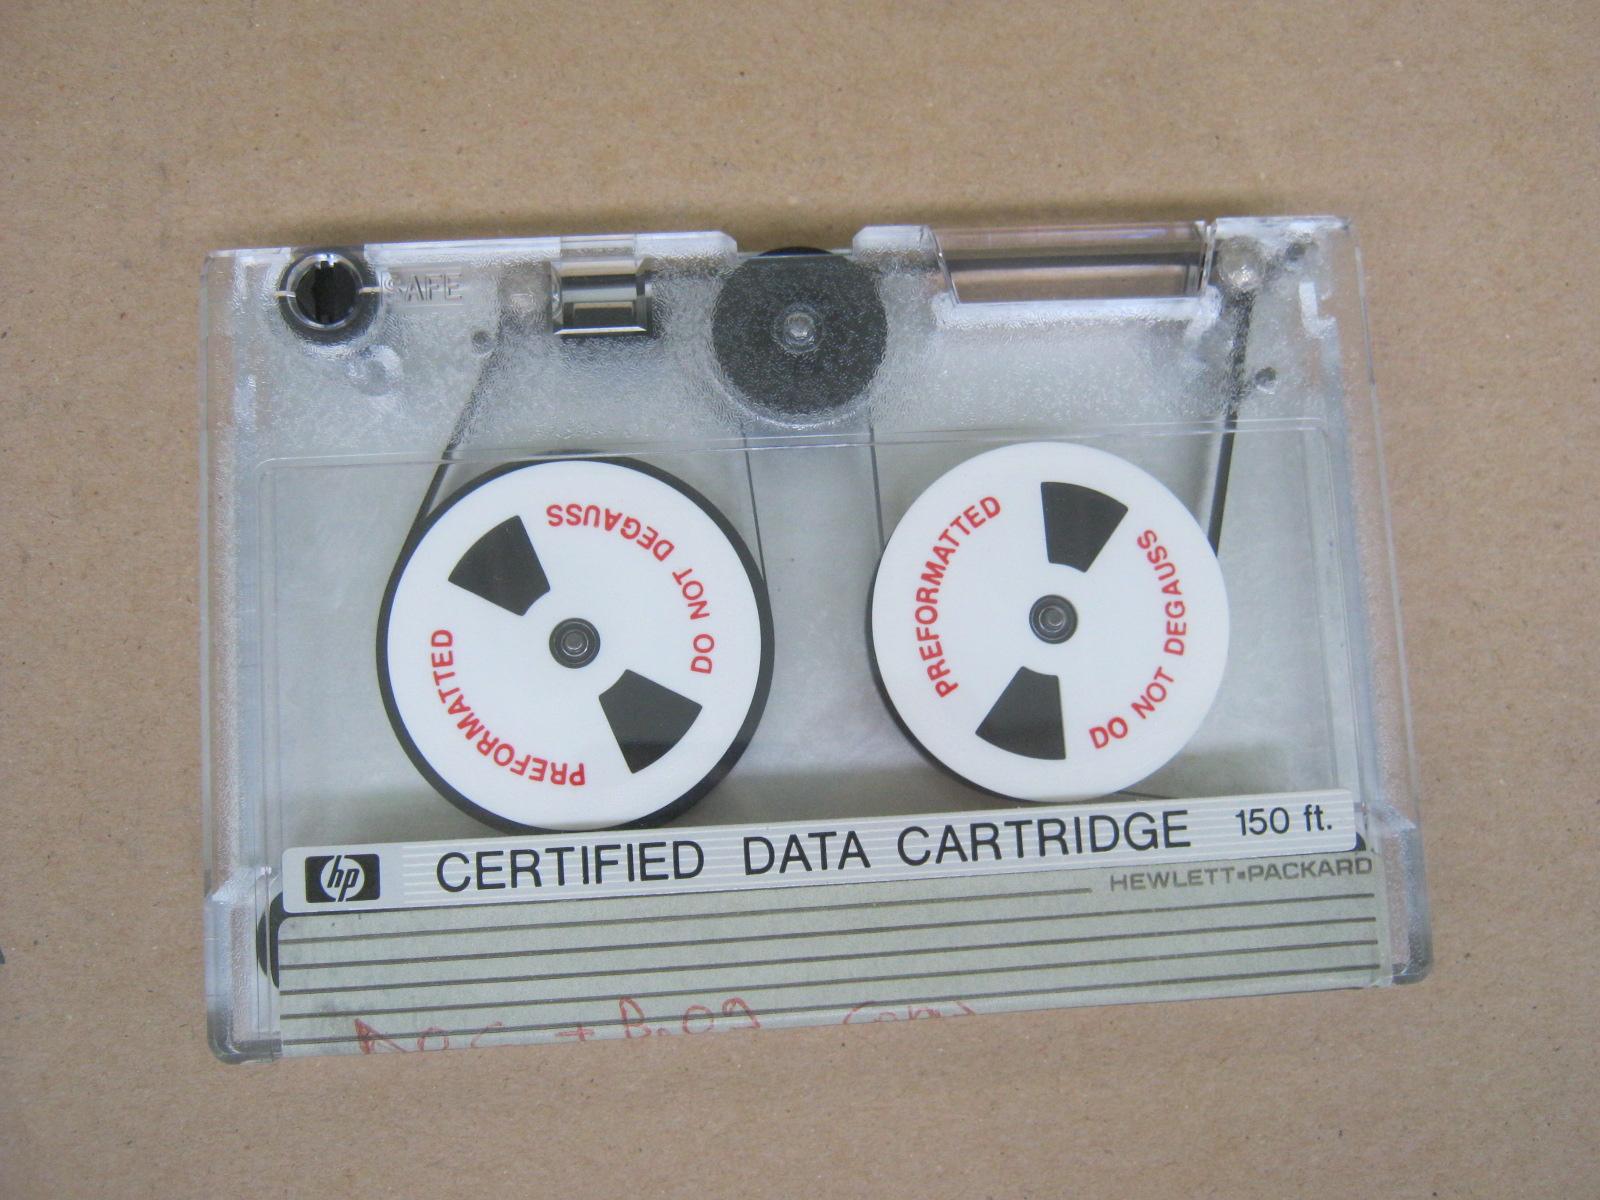 SAFE
DO NOT DEGAUSS
PREFORMATTED
PREFORMATTED
DO NOT DEGAUSS
hp CERTIFIED DATA CARTRIDGE 150 ft.
HEWLETT•PACKARD